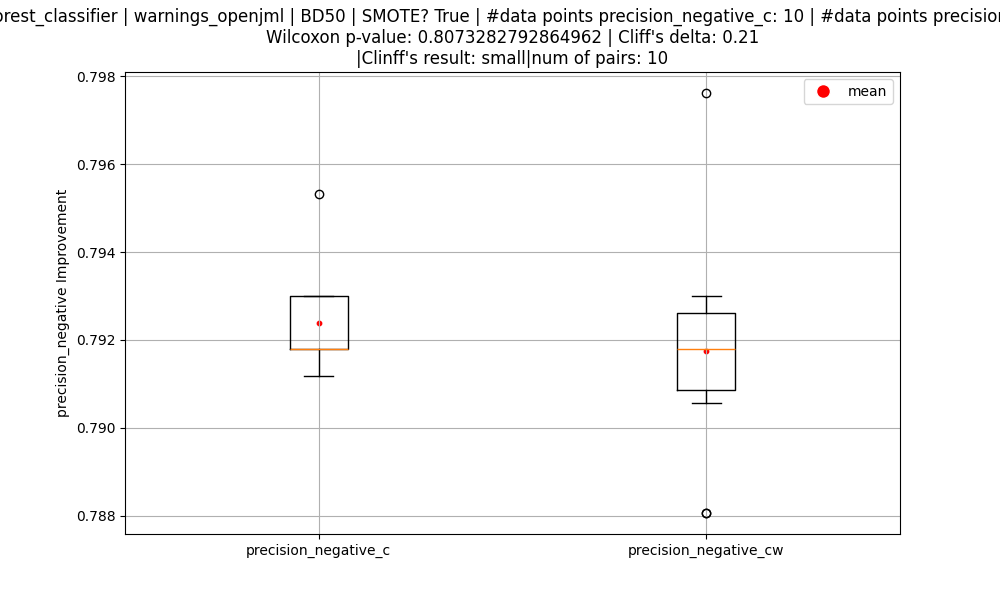 orest_classifier | warnings_openjml | BD50 | SMOTE? True | #data points precision_negative_c: 10 | #data points precision
Wilcoxon p-value: 0.8073282792864962 | Cliff's delta: 0.21
|Clinff's result: small|num of pairs: 10
mean
0.798
0.796
0.794
0.792
0.790
0.788
precision_negative Improvement
precision_negative_c
precision_negative_cw